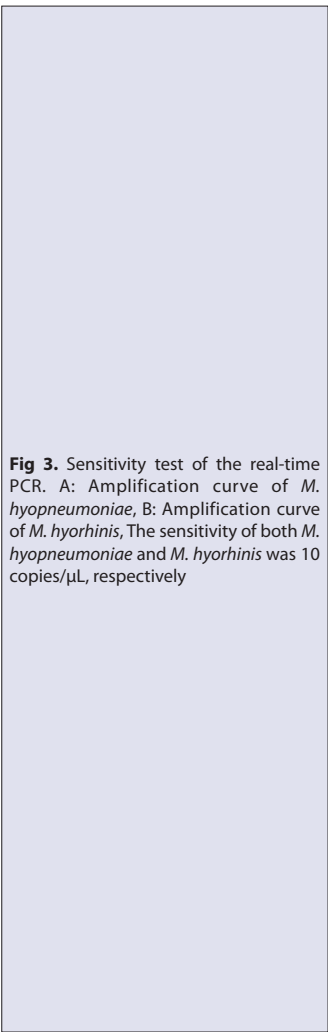 Fig 3. Sensitivity test of the real-time
PCR. A: Amplification curve of M.
hyopneumoniae, B: Amplification curve
of M. hyorhinis, The sensitivity of both M.
hyopneumoniae and M. hyorhinis was 10
copies/μL, respectively